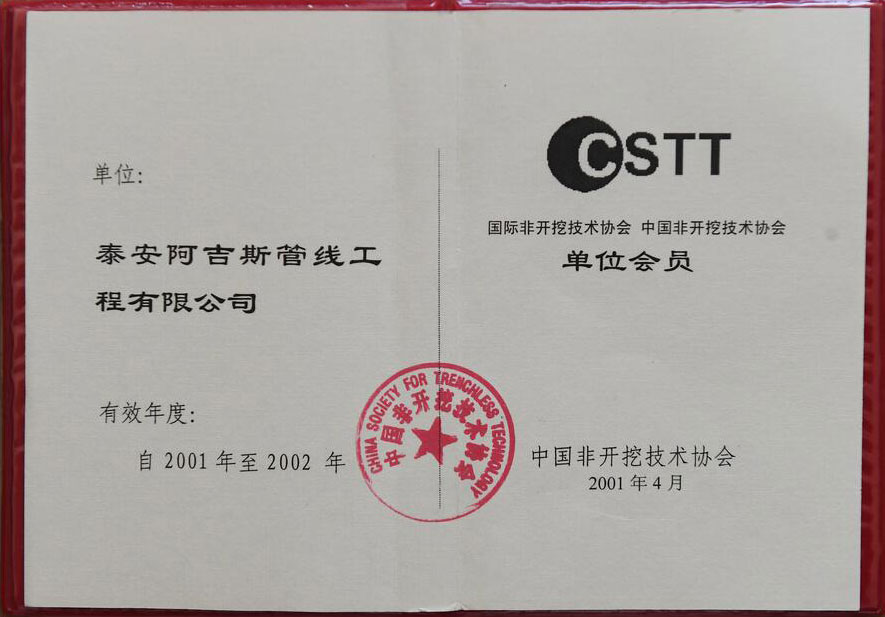 单位:
泰安阿吉斯管线工
程有限公司
有效年度:
自 2001 年至 2002 年
CHINA SOCIETY FOR TRENCHLESS TECHNOLOGY
中国非开挖技术协会
CSTT
国际非开挖技术协会 中国非开挖技术协会
单位会员
中国非开挖技术协会
2001 年 4 月